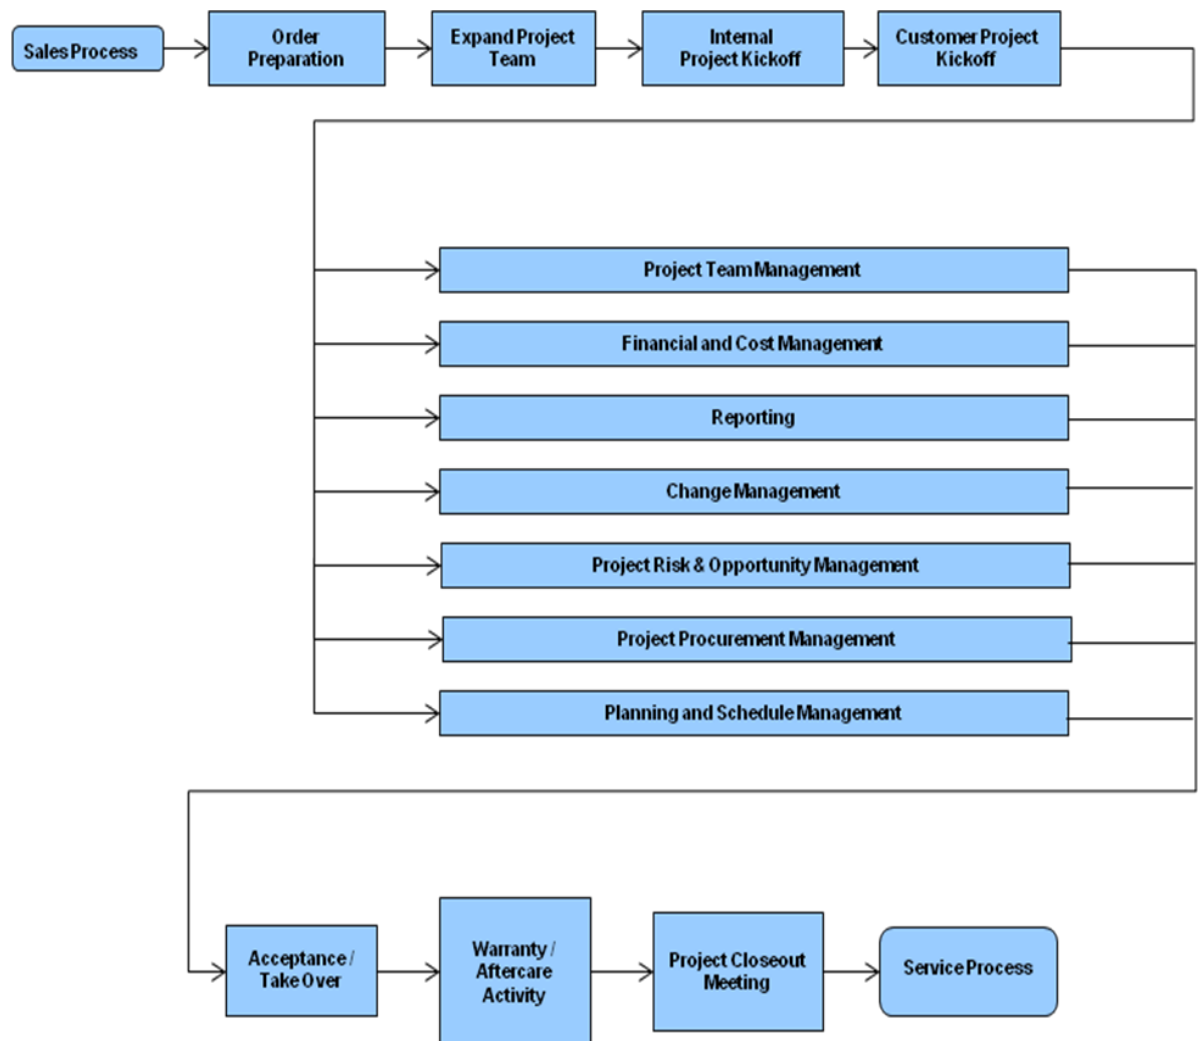 Sales Process
Order
Preparation
Expand Project
Team
Internal
Project Kickoff
Customer Project
Kickoff
Project Team Management
Financial and Cost Management
Reporting
Change Management
Project Risk & Opportunity Management
Project Procurement Management
Planning and Schedule Management
Acceptance /
Take Over
Warranty /
Aftercare
Activity
Project Closeout
Meeting
Service Process